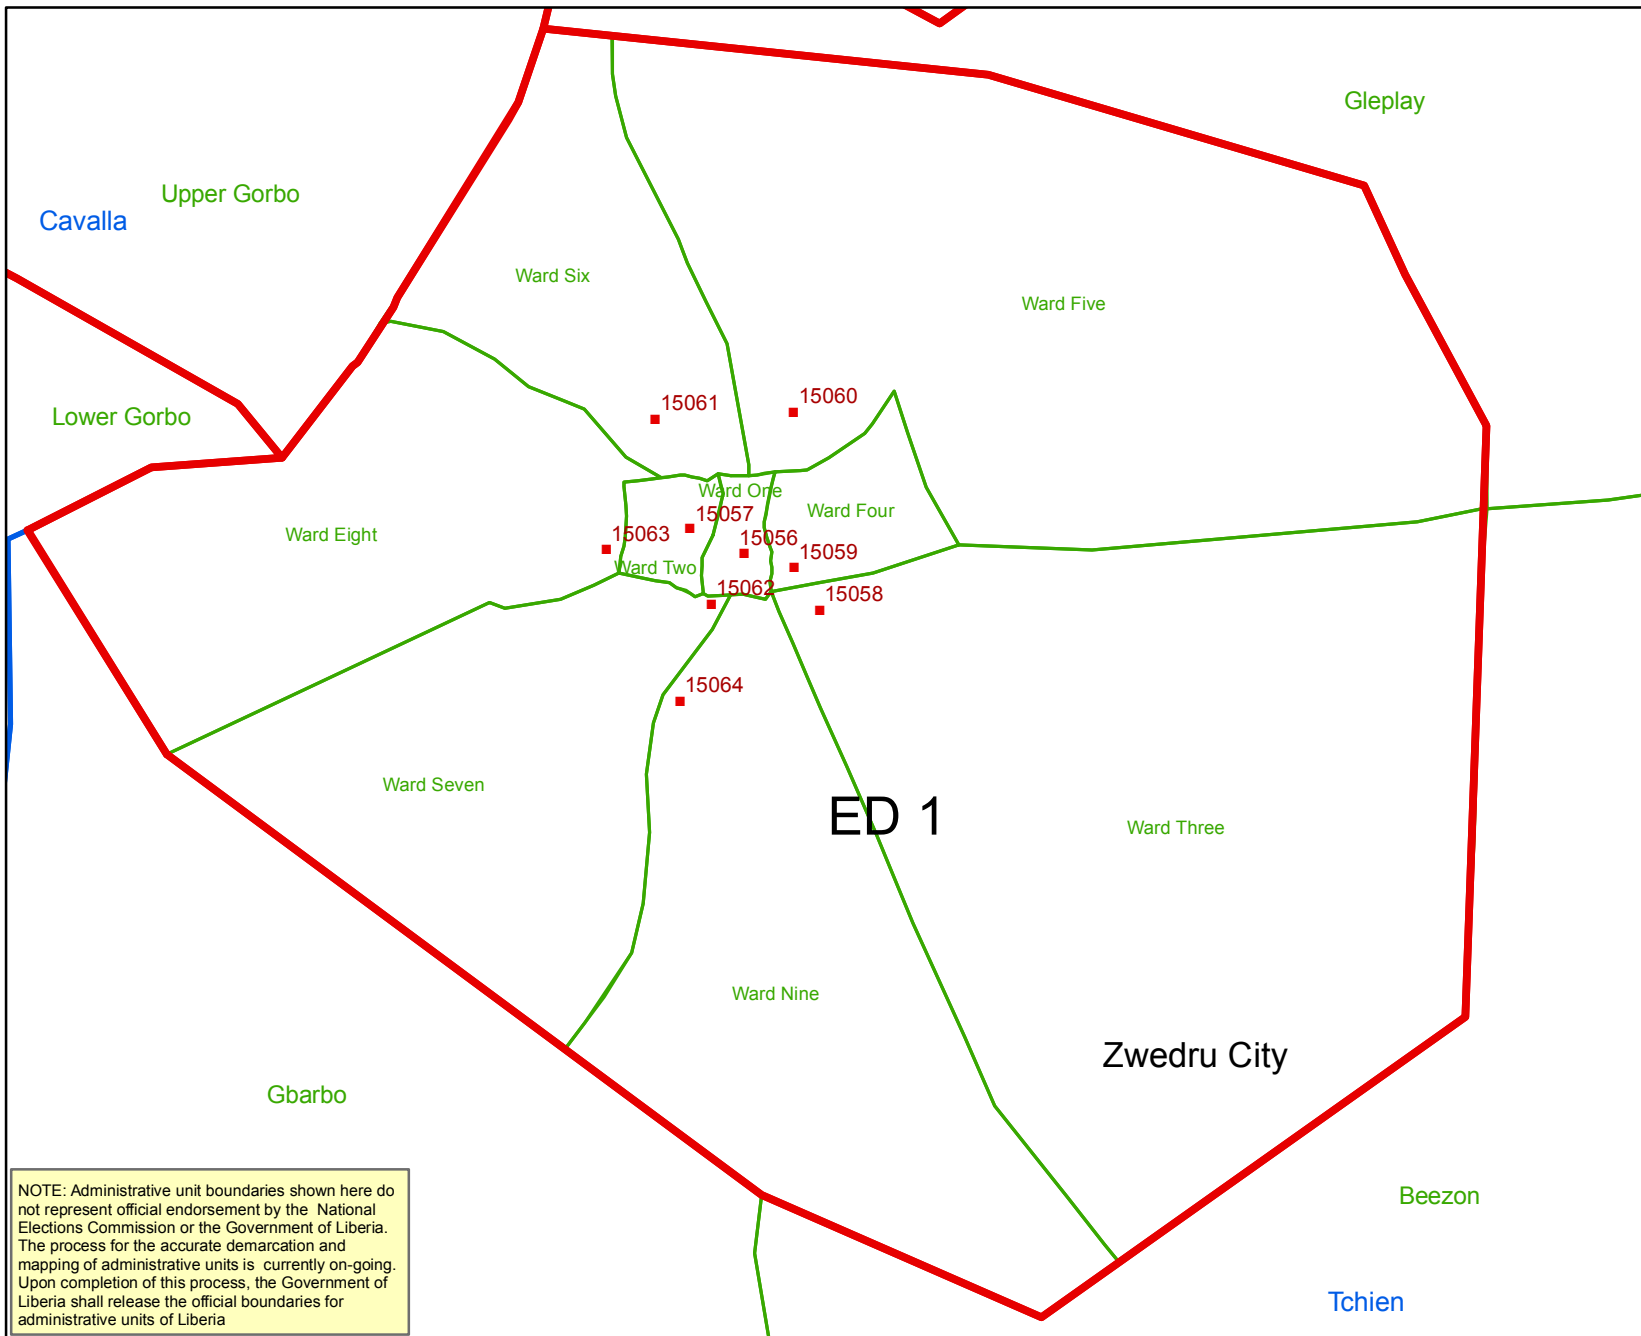 Gleplay
Upper Gorbo
Cavalla
Ward Six
Ward Five
15061
15060
Lower Gorbo
Ward One
Ward Four
15057
Ward Eight
15063
15056
15059
Ward Two
15062
15058
15064
Ward Seven
ED 1
Ward Three
Ward Nine
Zwedru City
Gbarbo
NOTE: Administrative unit boundaries shown here do
not represent official endorsement by the National
Elections Commission or the Government of Liberia.
The process for the accurate demarcation and
mapping of administrative units is currently on-going.
Upon completion of this process, the Government of
Liberia shall release the official boundaries for
administrative units of Liberia
Beezon
Tchien